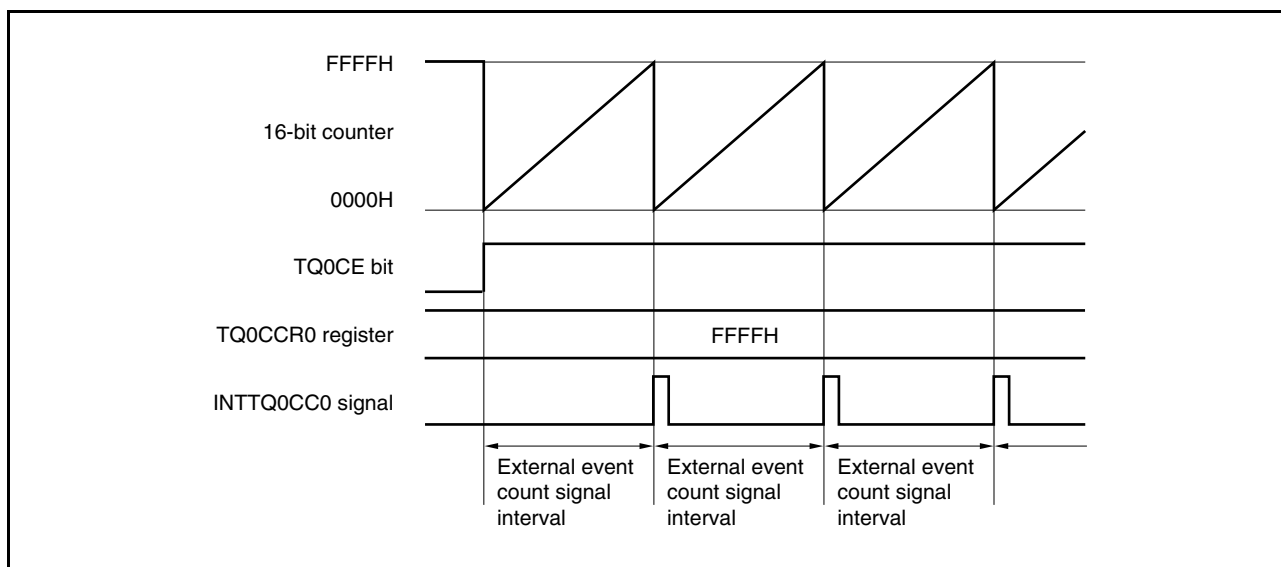 FFFFH
16-bit counter
0000H
TQ0CE bit
TQ0CCR0 register
FFFFH
INTTQ0CC0 signal
External event
count signal
interval
External event
count signal
interval
External event
count signal
interval